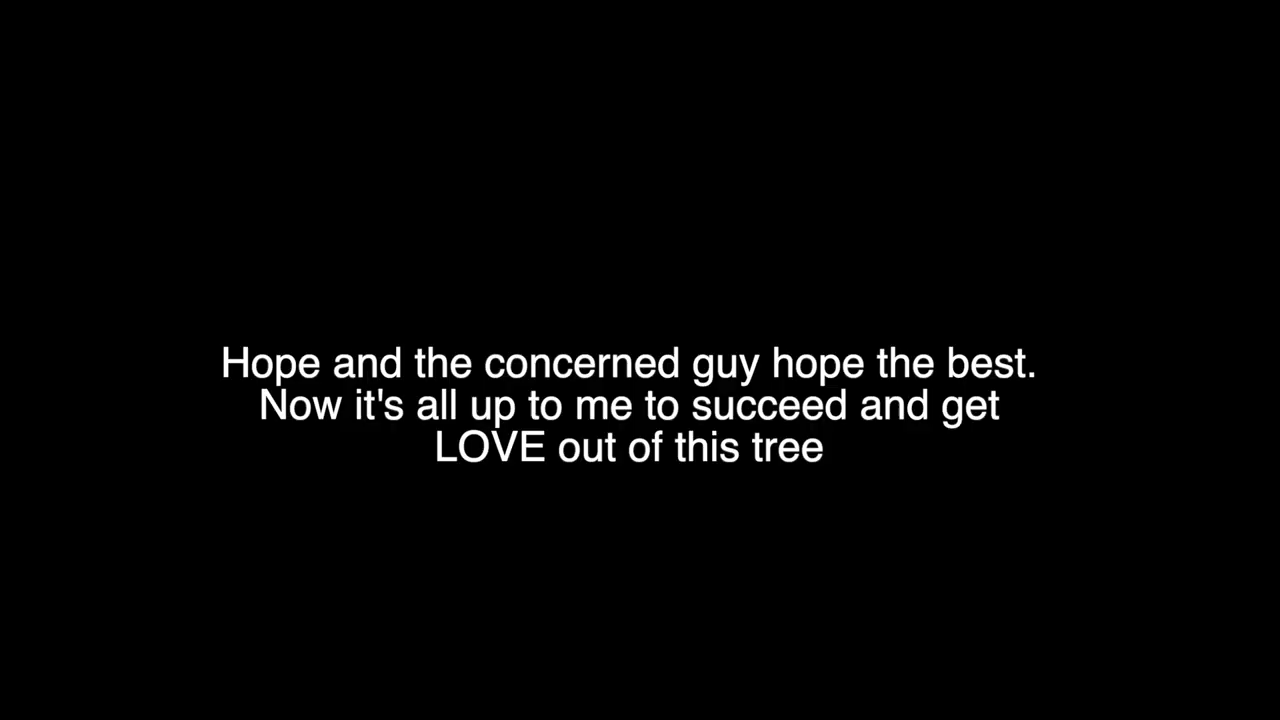 Hope and the concerned guy hope the best.
Now it's all up to me to succeed and get
LOVE out of this tree